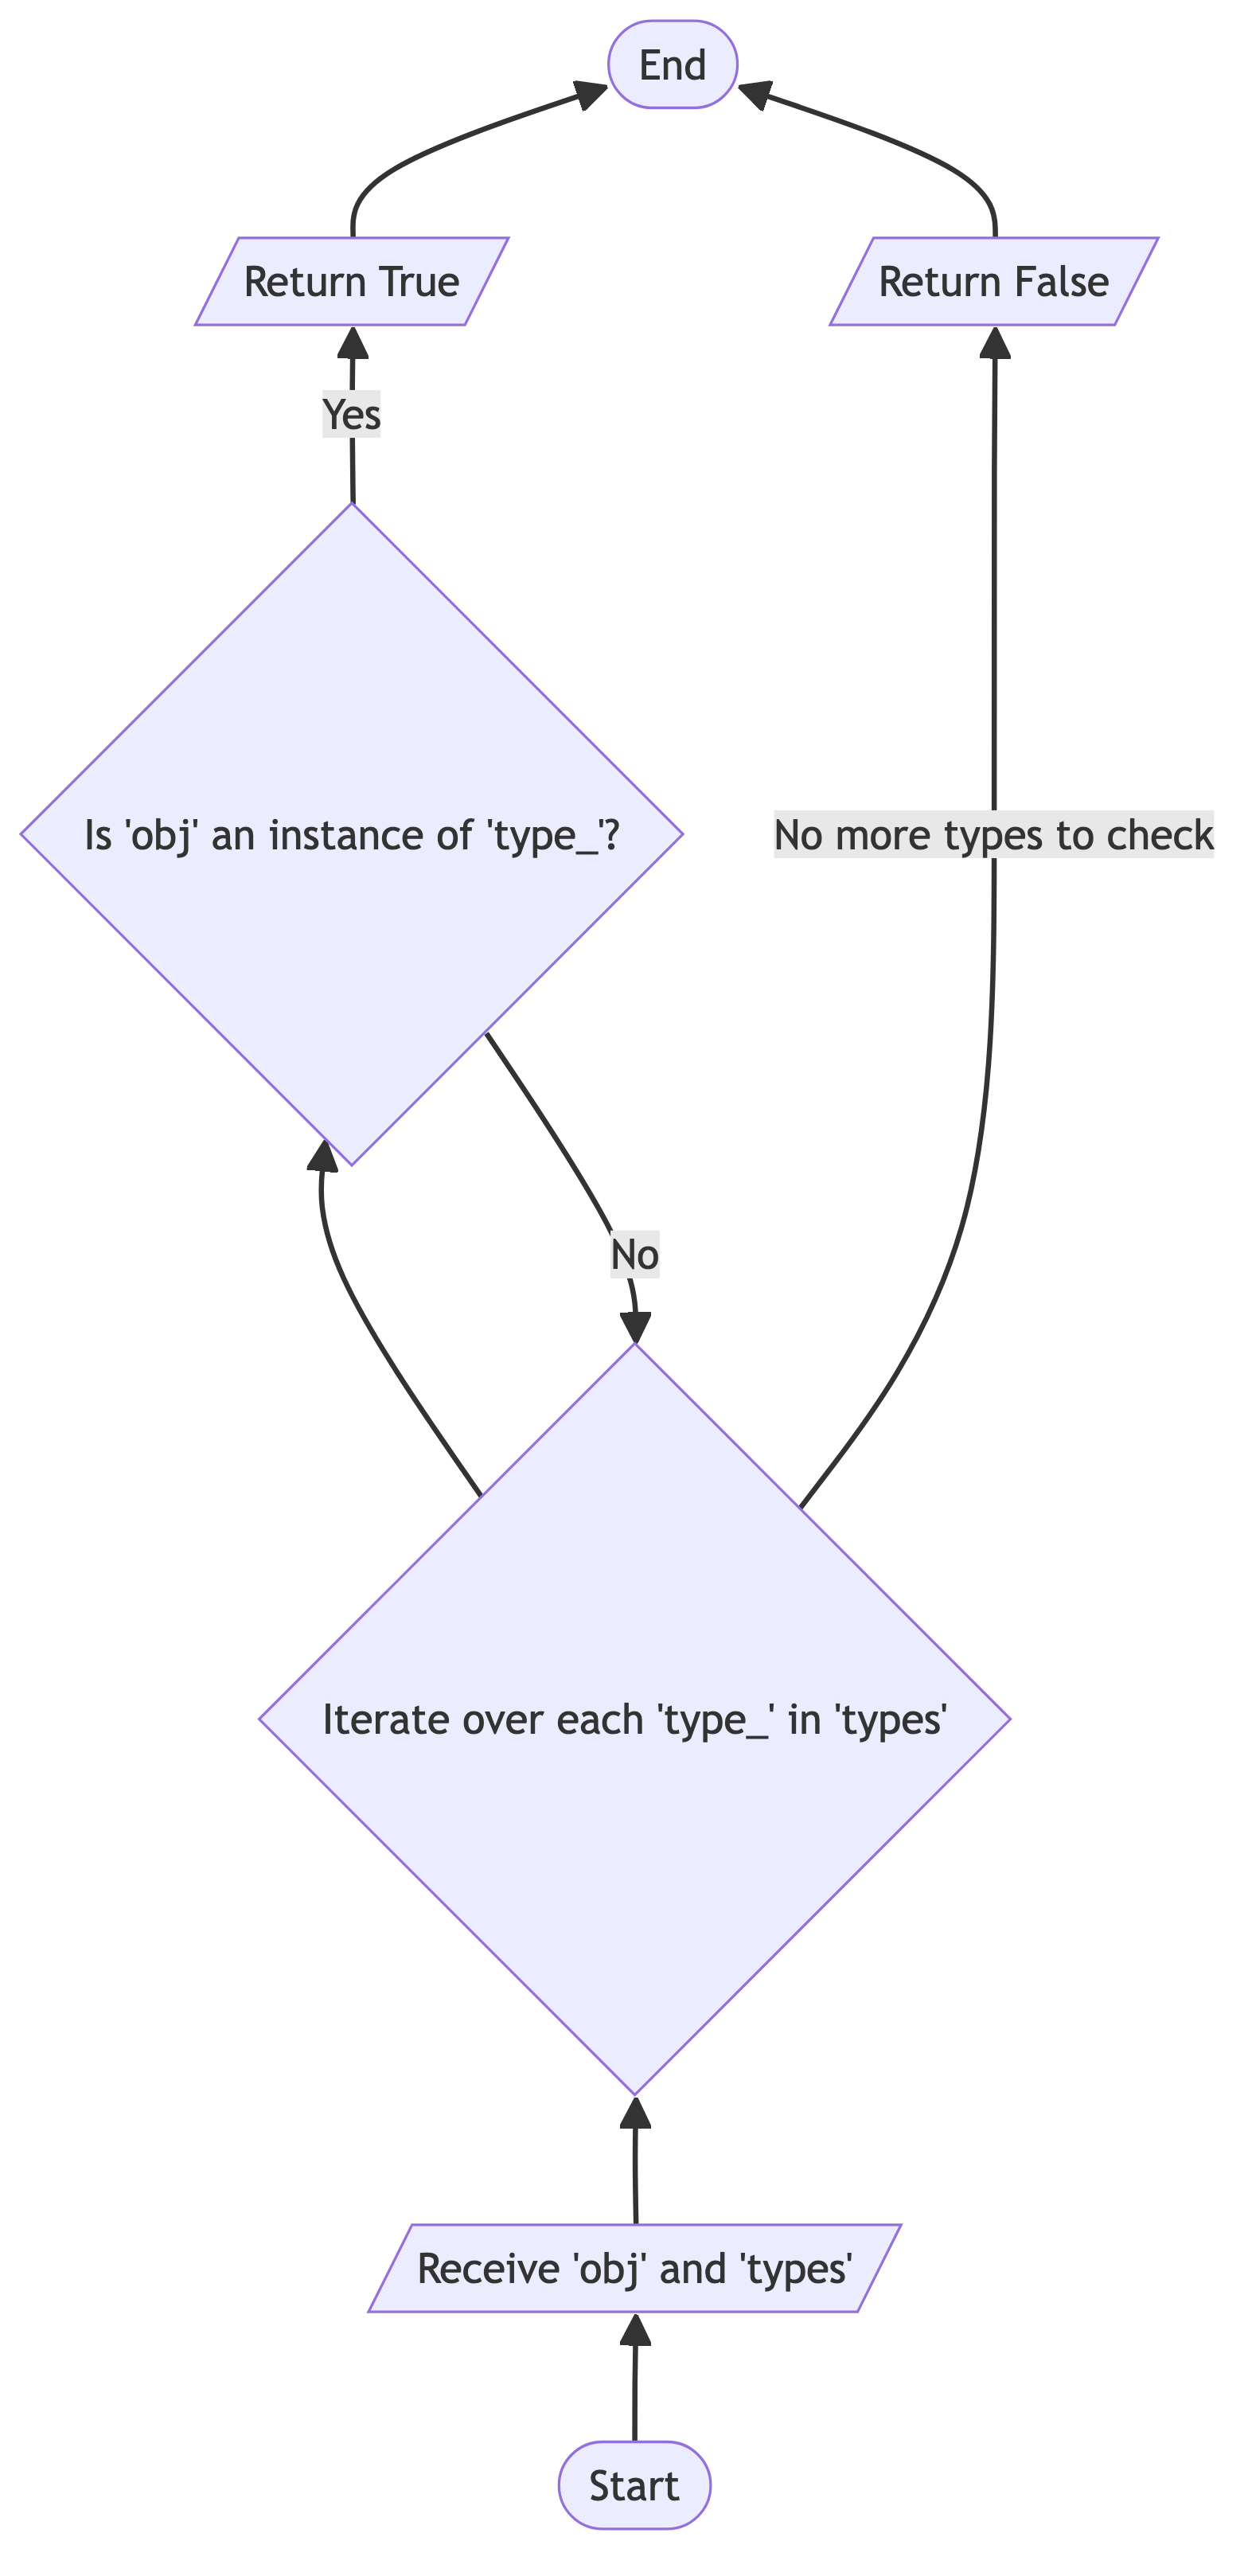 End
Return True
Return False
Yes
Is 'obj' an instance of 'type_'?
No more types to check
No
Iterate over each 'type_' in 'types'
Receive 'obj' and 'types'
Start